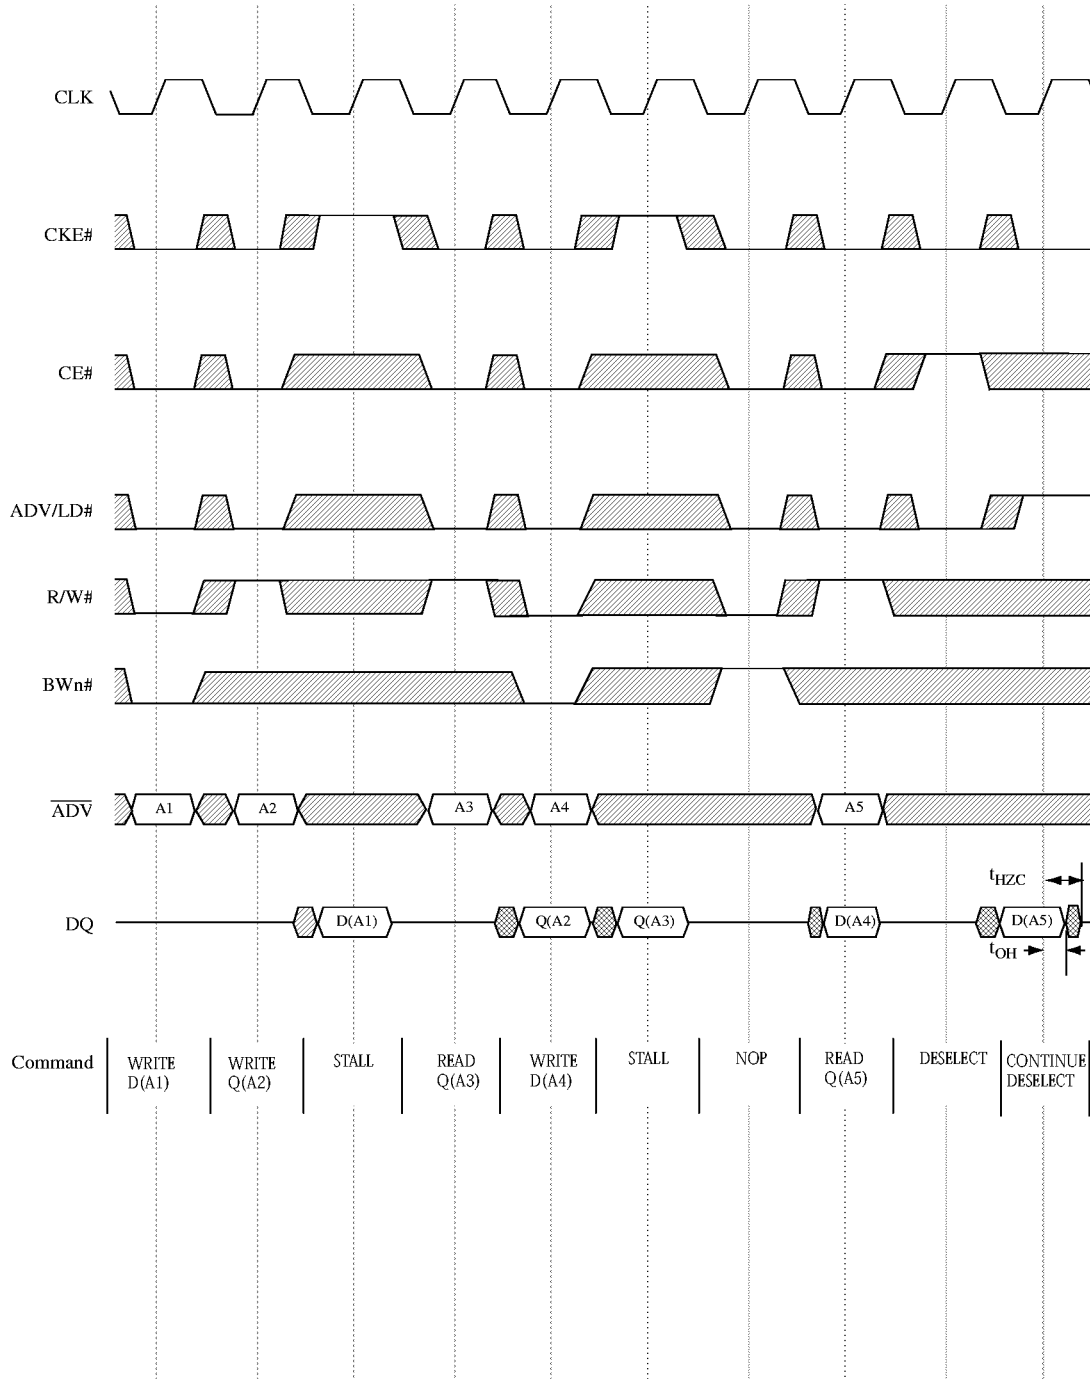 CLK
CKE#
CE#
ADV/LD#
R/W#
BWn#
ADV
A1 A2 A3 A4 A5
tHZC
DQ
D(A1) Q(A2 Q(A3) D(A4) D(A5)
tOH
Command
WRITE
D(A1)
WRITE
Q(A2)
STALL
READ
Q(A3)
WRITE
D(A4)
STALL
NOP
READ
Q(A5)
DESELECT
CONTINUE
DESELECT